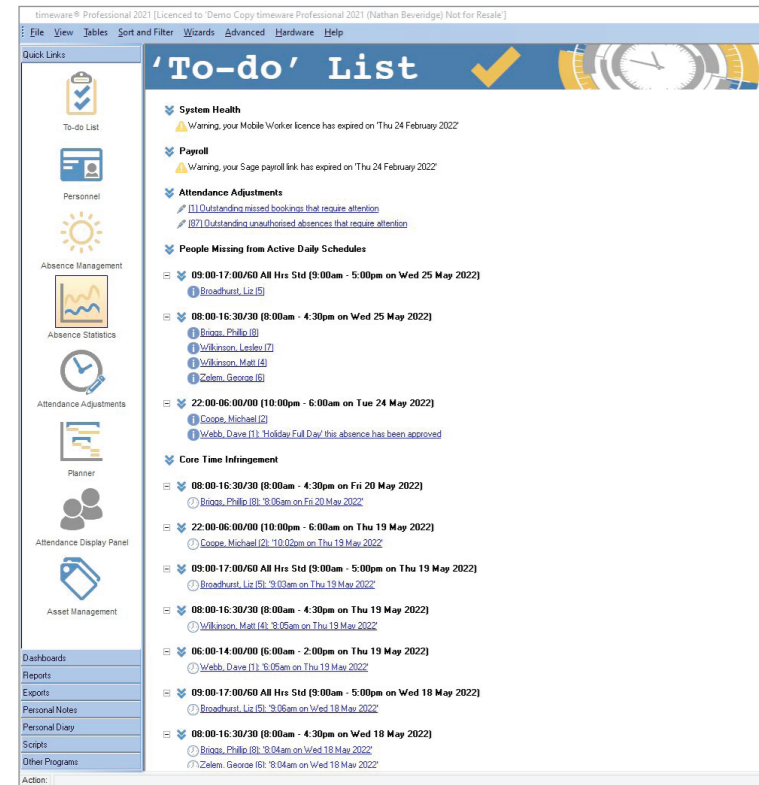 timeware® Professional 2021 [Licenced to 'Demo Copy timeware Professional 2021 (Nathan Beveridge) Not for Resale']
File View Tables Sort and Filter Wizards Advanced Hardware Help
Quick Links
To-do List
Personnel
Absence Management
Absence Statistics
Attendance Adjustments
Planner
Attendance Display Panel
Asset Management
Dashboards
Reports
Exports
Personal Notes
Personal Diary
Scripts
Other Programs
Action:
'To-do' List
System Health
Warning, your Mobile Worker licence has expired on 'Thu 24 February 2022'
Payroll
Warning, your Sage payroll link has expired on 'Thu 24 February 2022'
Attendance Adjustments
[1] Outstanding missed bookings that require attention
[87] Outstanding unauthorised absences that require attention
People Missing from Active Daily Schedules
09:00-17:00/60 All Hrs Std (9:00am - 5:00pm on Wed 25 May 2022)
Broadhurst, Liz (5)
08:00-16:30/30 (8:00am - 4:30pm on Wed 25 May 2022)
Briggs, Phillip (8)
Wilkinson, Lesley (7)
Wilkinson, Matt (4)
Zelem, George (6)
22:00-06:00/00 (10:00pm - 6:00am on Tue 24 May 2022)
Coope, Michael (2)
Webb, Dave (1); 'Holiday Full Day' this absence has been approved
Core Time Infringement
08:00-16:30/30 (8:00am - 4:30pm on Fri 20 May 2022)
Briggs, Phillip (8); '8:06am on Fri 20 May 2022'
22:00-06:00/00 (10:00pm - 6:00am on Thu 19 May 2022)
Coope, Michael (2); '10:02pm on Thu 19 May 2022'
09:00-17:00/60 All Hrs Std (9:00am - 5:00pm on Thu 19 May 2022)
Broadhurst, Liz (5); '9:03am on Thu 19 May 2022'
08:00-16:30/30 (8:00am - 4:30pm on Thu 19 May 2022)
Wilkinson, Matt (4); '8:05am on Thu 19 May 2022'
06:00-14:00/00 (6:00am - 2:00pm on Thu 19 May 2022)
Webb, Dave (1); '6:05am on Thu 19 May 2022'
09:00-17:00/60 All Hrs Std (9:00am - 5:00pm on Wed 18 May 2022)
Broadhurst, Liz (5); '9:06am on Wed 18 May 2022'
08:00-16:30/30 (8:00am - 4:30pm on Wed 18 May 2022)
Briggs, Phillip (8); '8:04am on Wed 18 May 2022'
Zelem, George (6); '8:04am on Wed 18 May 2022'